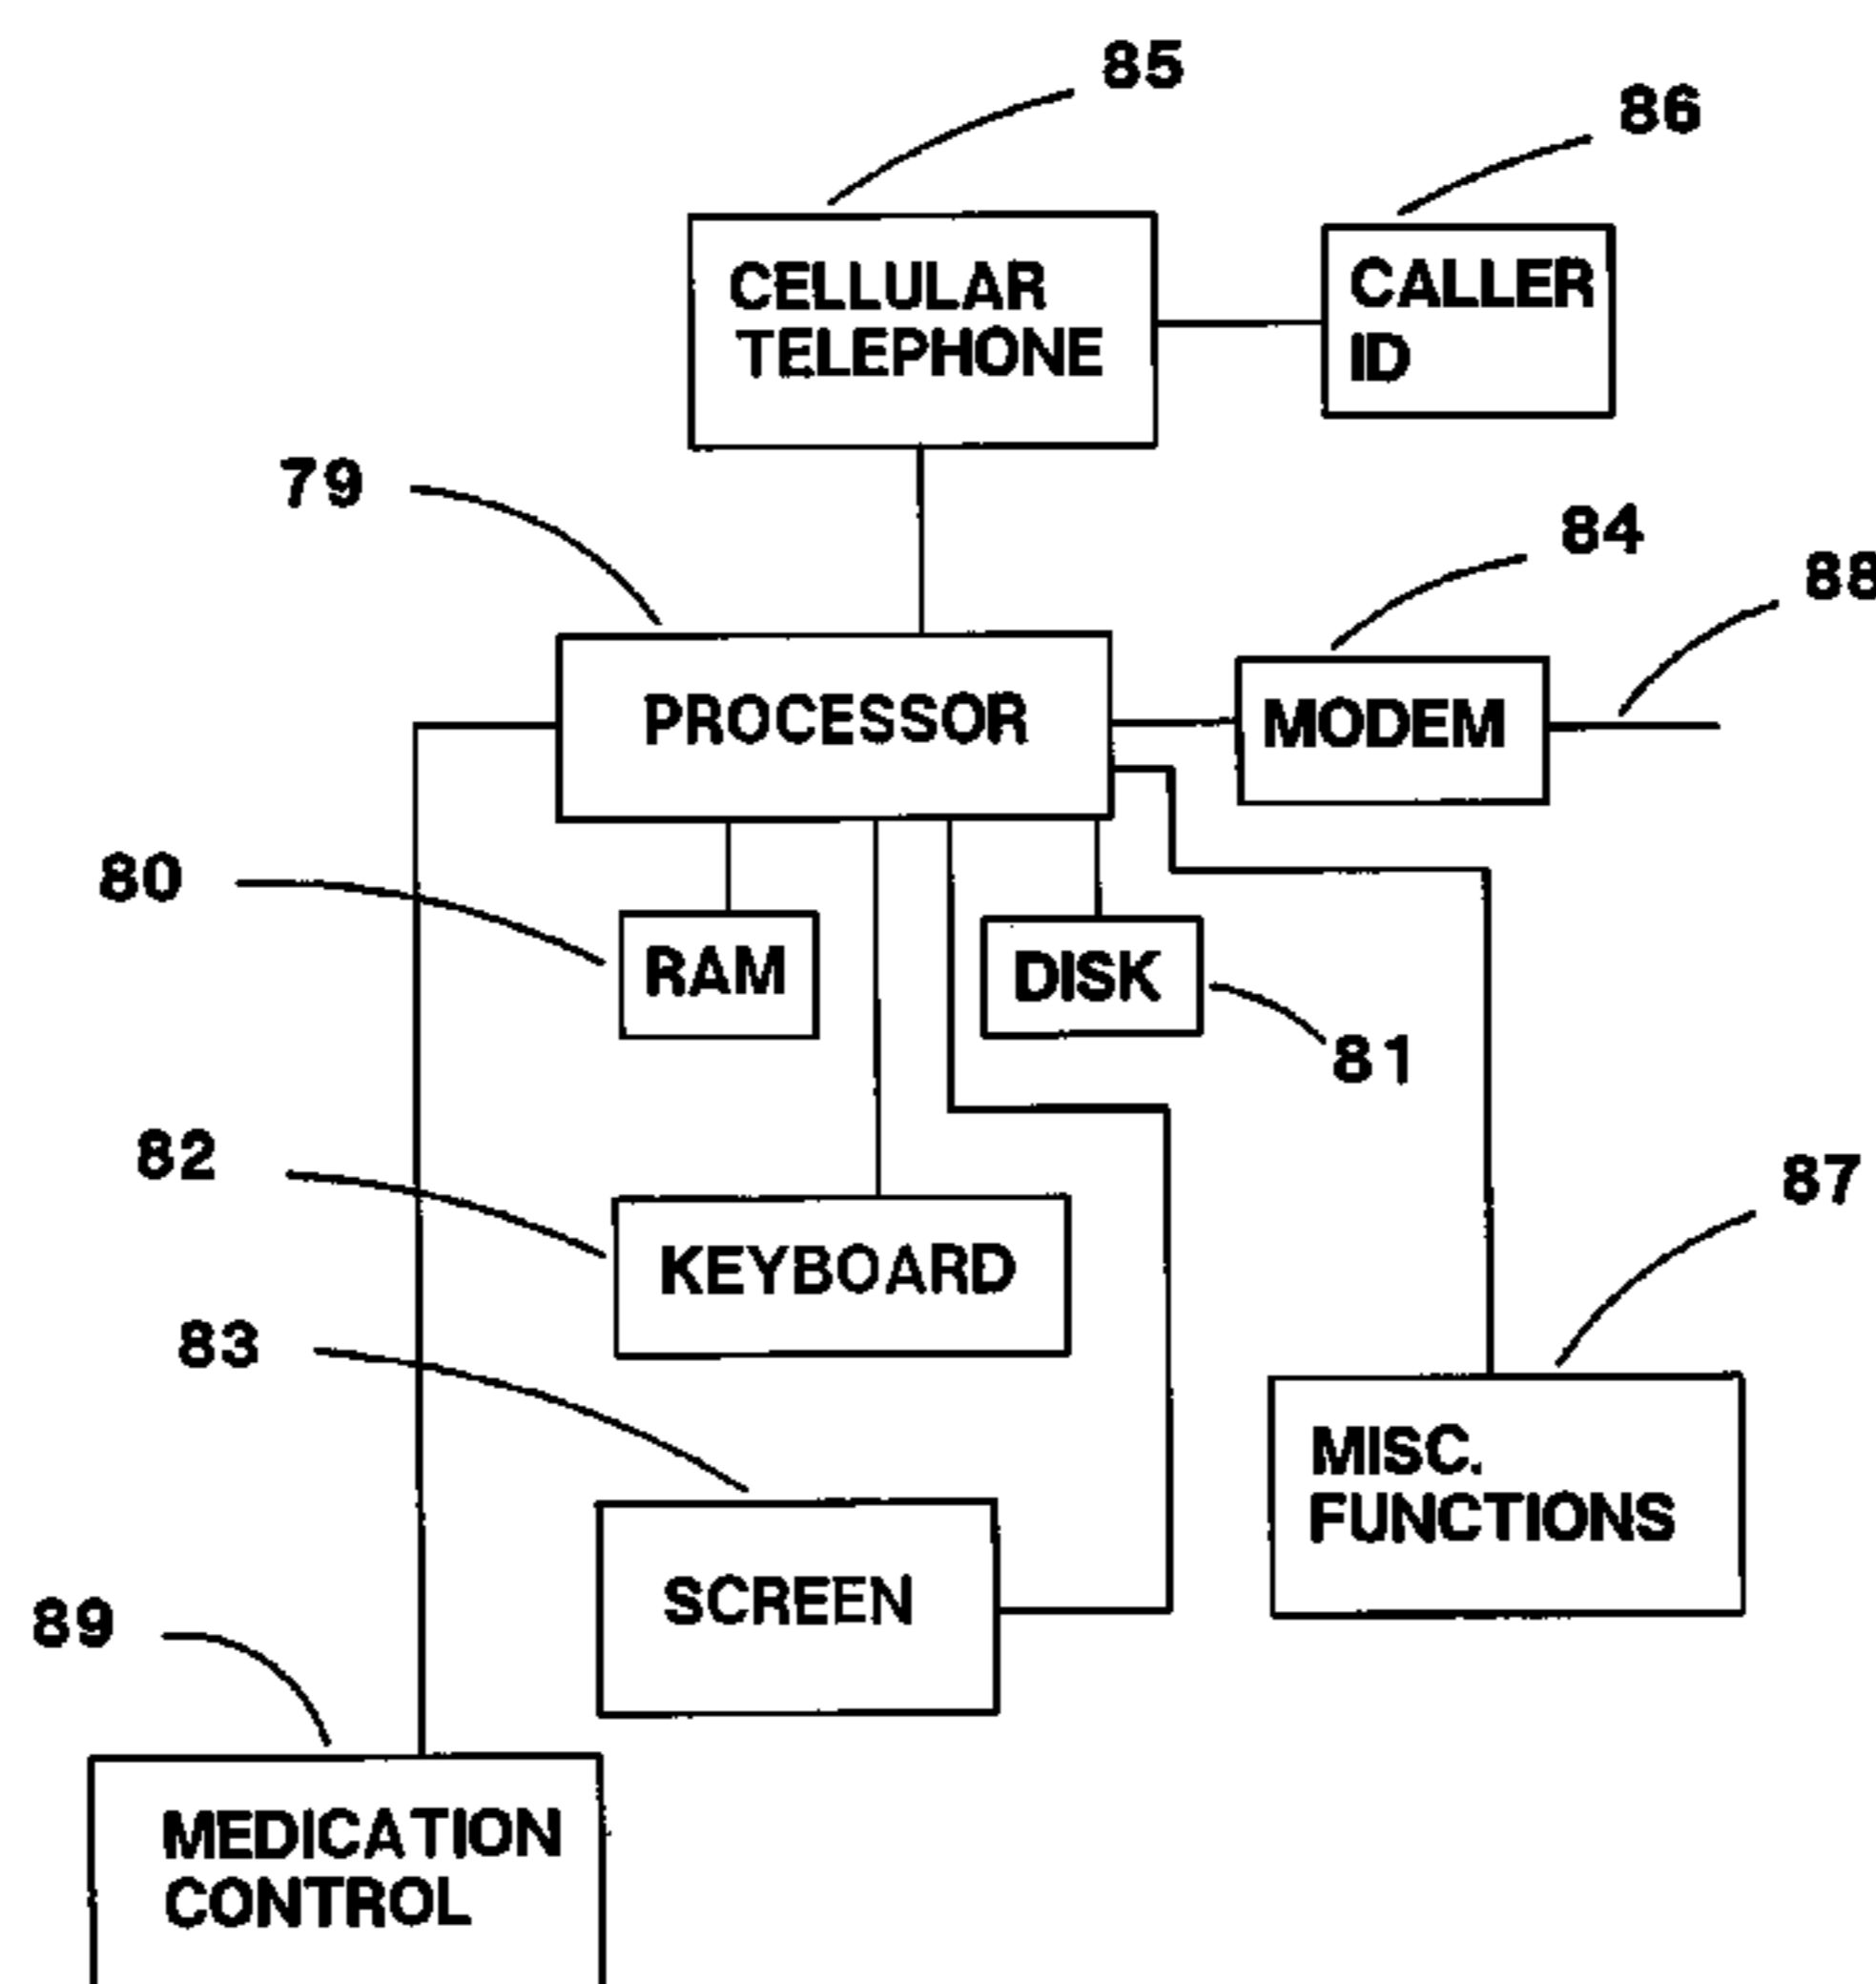 85
86
CELLULAR
TELEPHONE
CALLER
ID
79
84
88
PROCESSOR
MODEM
80
RAM
DISK
81
82
87
KEYBOARD
83
MISC.
FUNCTIONS
SCREEN
89
MEDICATION
CONTROL